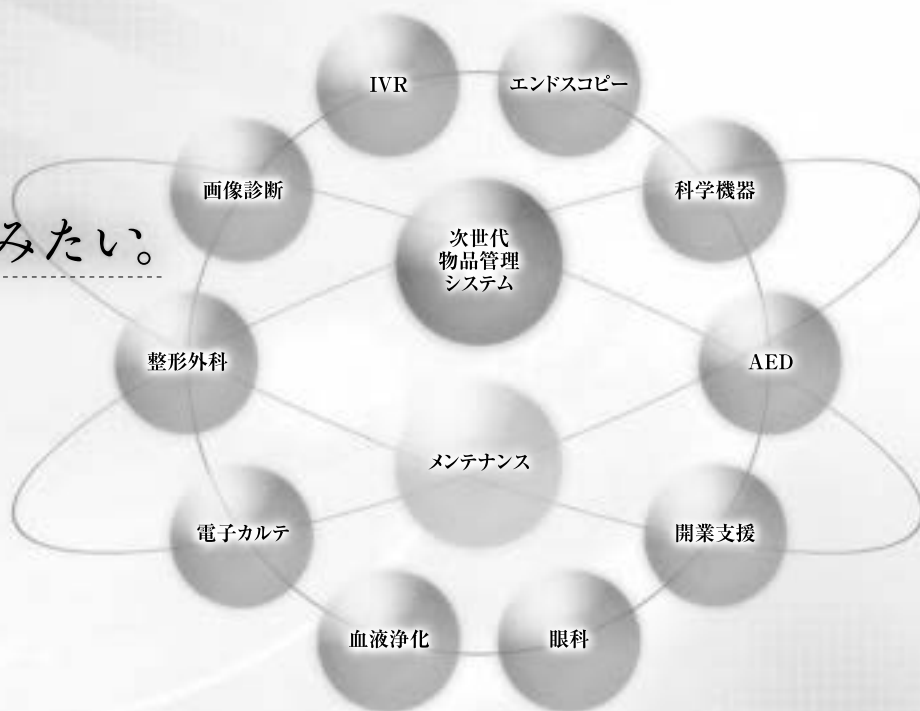 IVR
エンドスコピー
画像診断
科学機器
みたい。
次世代
物品管理
システム
整形外科
AED
メンテナンス
電子カルテ
開業支援
血液浄化
眼科